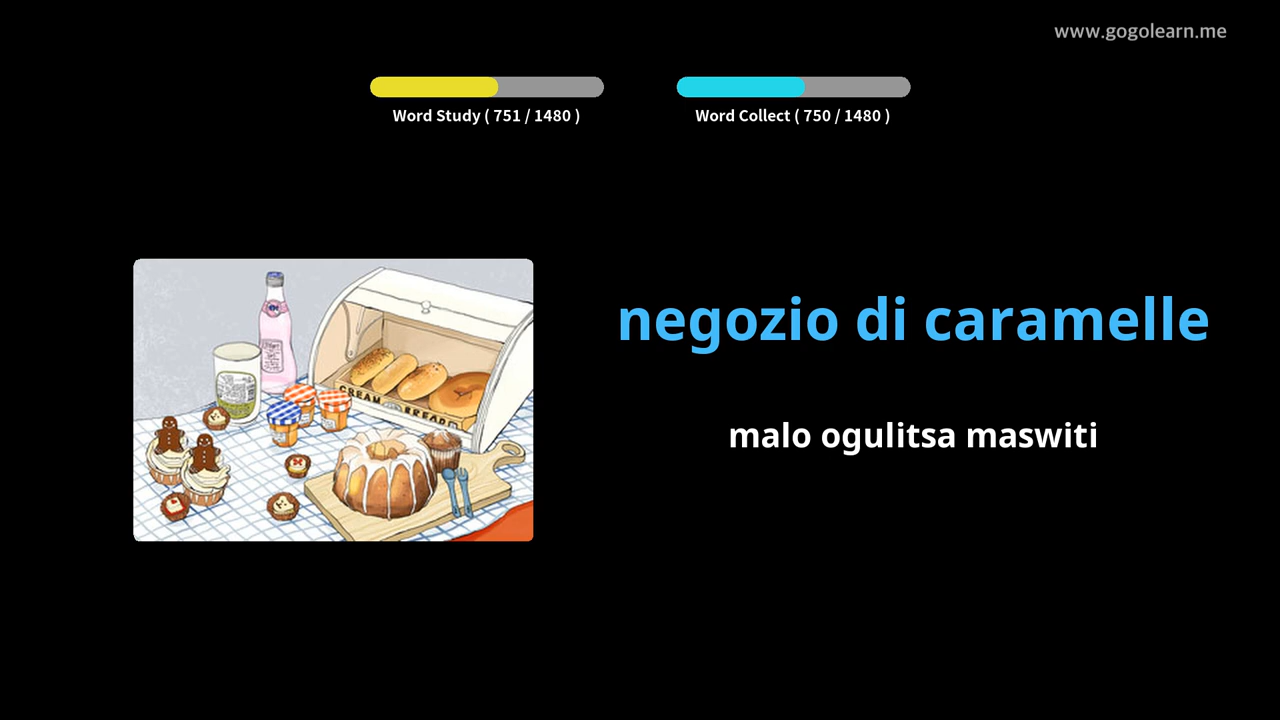 www.gogolearn.me
Word Study ( 751 / 1480 )
Word Collect ( 750 / 1480 )
negozio di caramelle
malo ogulitsa maswiti
CREAM BREAD